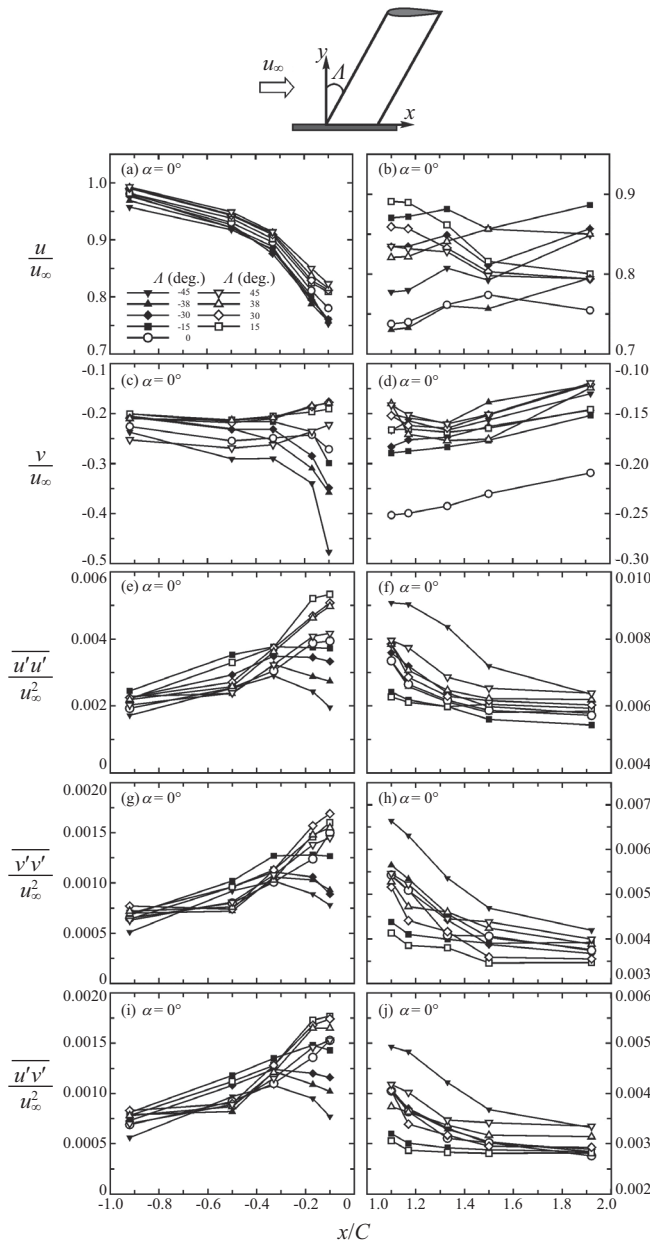 y
u∞
Λ
x
(a) α = 0°
(b) α = 0°
1.0
0.9
0.8
0.7
u
u∞
Λ (deg.) Λ (deg.)
-45 45
-38 38
-30 30
-15 15
0
0.9
0.8
0.7
(c) α = 0°
(d) α = 0°
-0.1
-0.2
-0.3
-0.4
-0.5
v
u∞
-0.10
-0.15
-0.20
-0.25
-0.30
(e) α = 0°
(f) α = 0°
0.006
0.004
0.002
0
u'u'
u²∞
0.010
0.008
0.006
0.004
(g) α = 0°
(h) α = 0°
0.0020
0.0015
0.0010
0.0005
0
v'v'
u²∞
0.007
0.006
0.005
0.004
0.003
(i) α = 0°
(j) α = 0°
0.0020
0.0015
0.0010
0.0005
0
u'v'
u²∞
0.006
0.005
0.004
0.003
0.002
-1.0 -0.8 -0.6 -0.4 -0.2 0 1.0 1.2 1.4 1.6 1.8 2.0
x/C